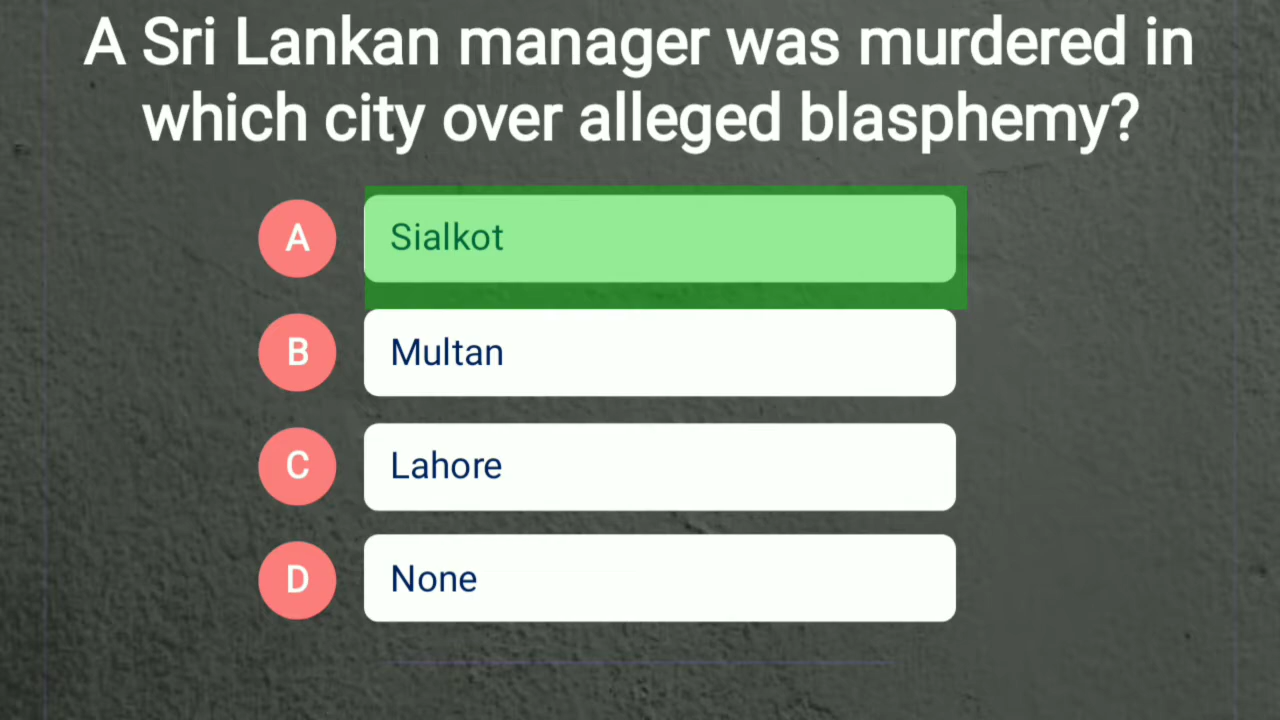 A Sri Lankan manager was murdered in
which city over alleged blasphemy?
A Sialkot
B Multan
C Lahore
D None